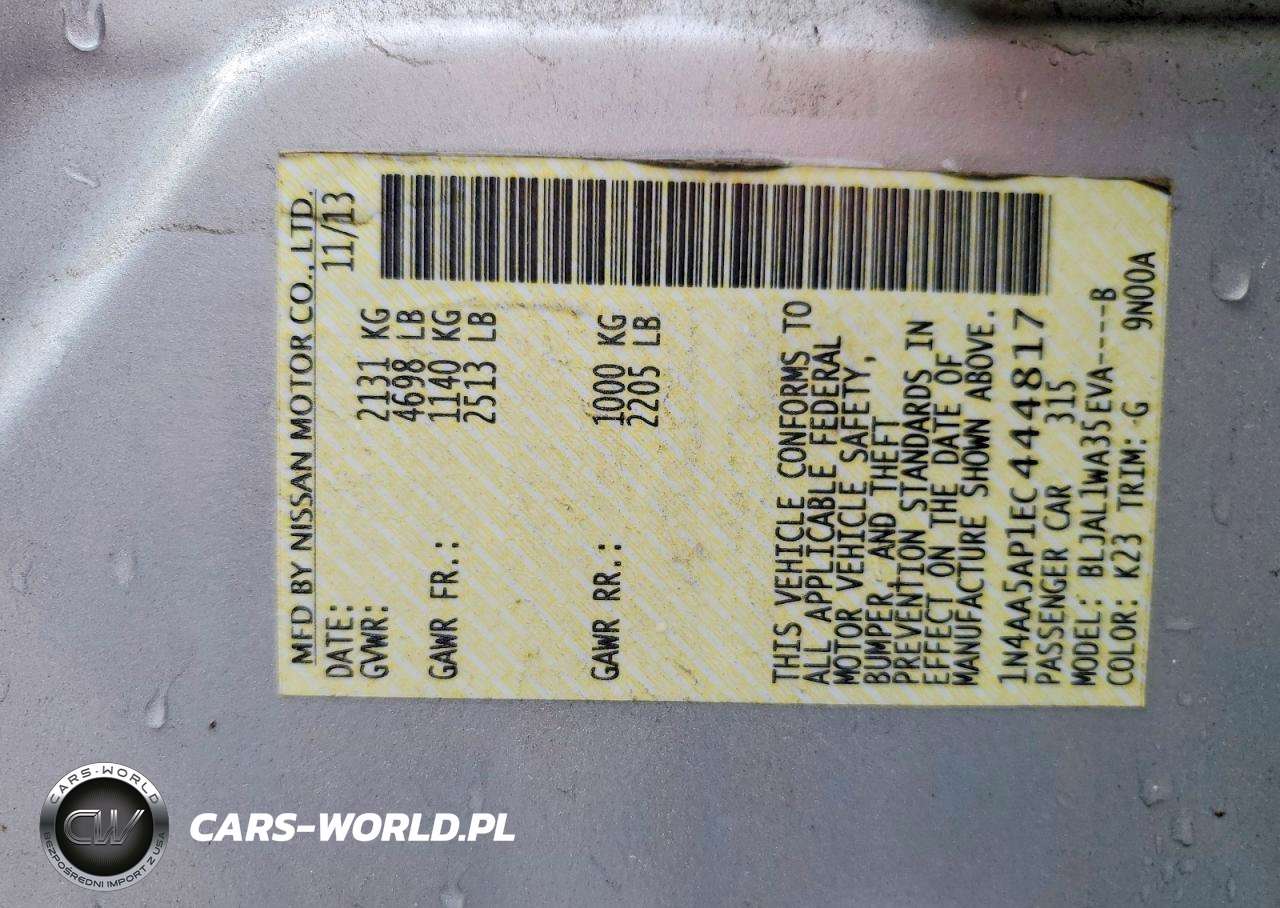 MFD BY NISSAN MOTOR CO., LTD.
DATE: 11/13
GVWR: 2131 KG
4698 LB
GAWR FR.: 1140 KG
2513 LB
GAWR RR.: 1000 KG
2205 LB
THIS VEHICLE CONFORMS TO
ALL APPLICABLE FEDERAL
MOTOR VEHICLE SAFETY,
BUMPER AND THEFT
PREVENTION STANDARDS IN
EFFECT ON THE DATE OF
MANUFACTURE SHOWN ABOVE.
1N4AA5AP1EC444817
PASSENGER CAR 315
MODEL: BLJAL1WA35EVA----B
COLOR: K23 TRIM: G 9N00A
CARS-WORLD
CW
BEZPOŚREDNI IMPORT Z USA
CARS-WORLD.PL